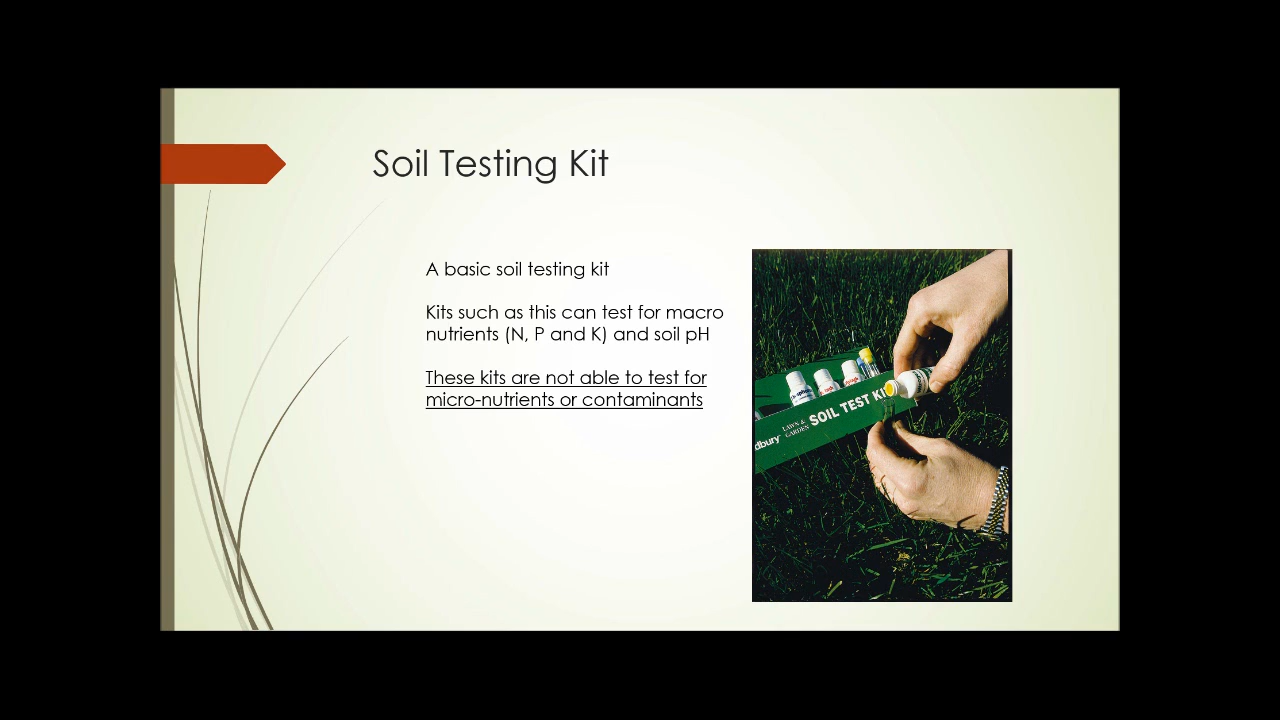 Soil Testing Kit
A basic soil testing kit
Kits such as this can test for macro
nutrients (N, P and K) and soil pH
These kits are not able to test for
micro-nutrients or contaminants
dbury
LAWN &
GARDEN
SOIL TEST KI